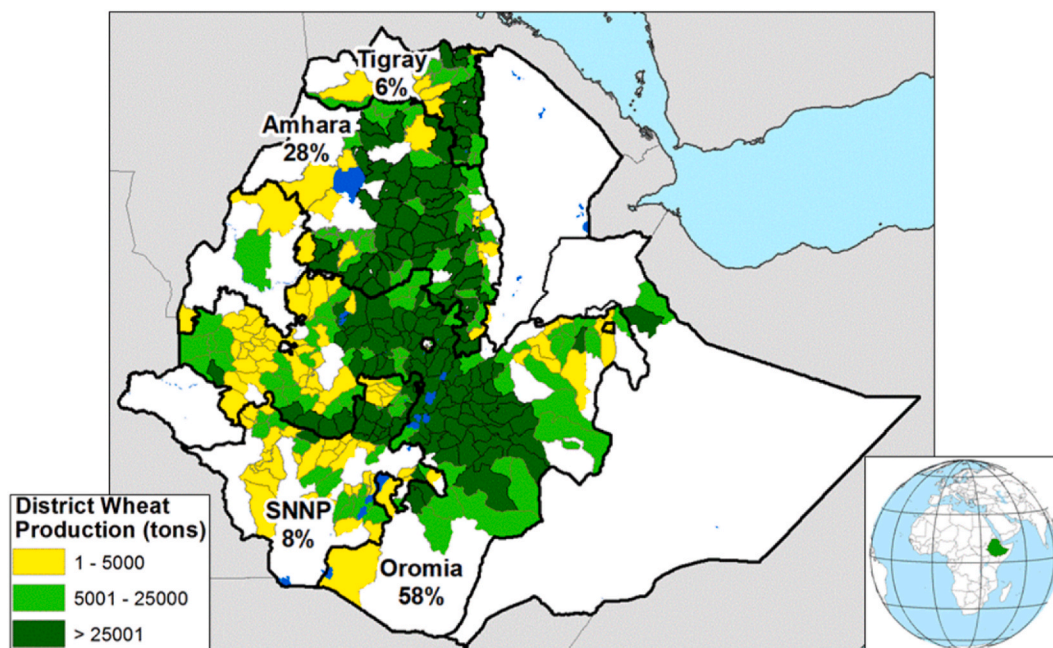 Tigray
6%
Amhara
28%
SNNP
8%
Oromia
58%
District Wheat
Production (tons)
1 - 5000
5001 - 25000
> 25001